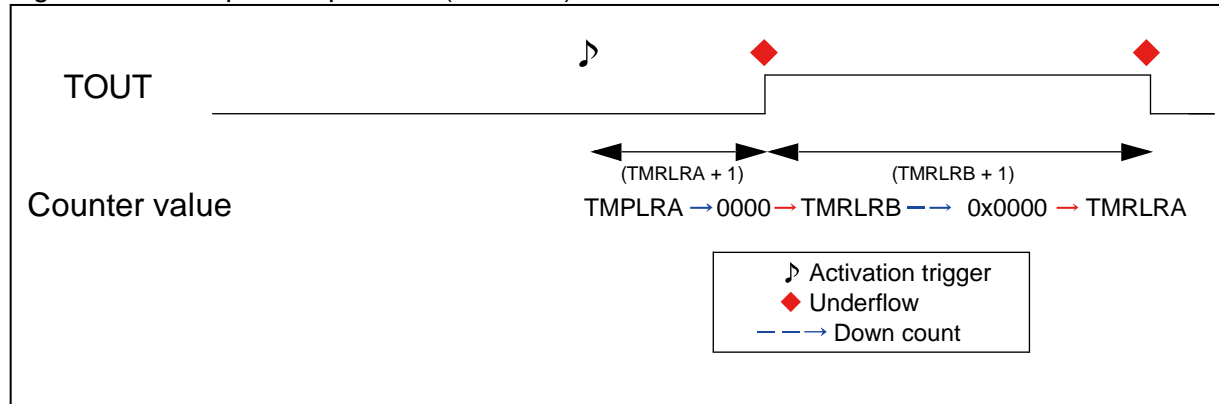 TOUT
(TMRLRA + 1) (TMRLRB + 1)
Counter value TMPLRA → 0000 → TMRLRB – → 0x0000 → TMRLRA
♪ Activation trigger
◆ Underflow
– – → Down count